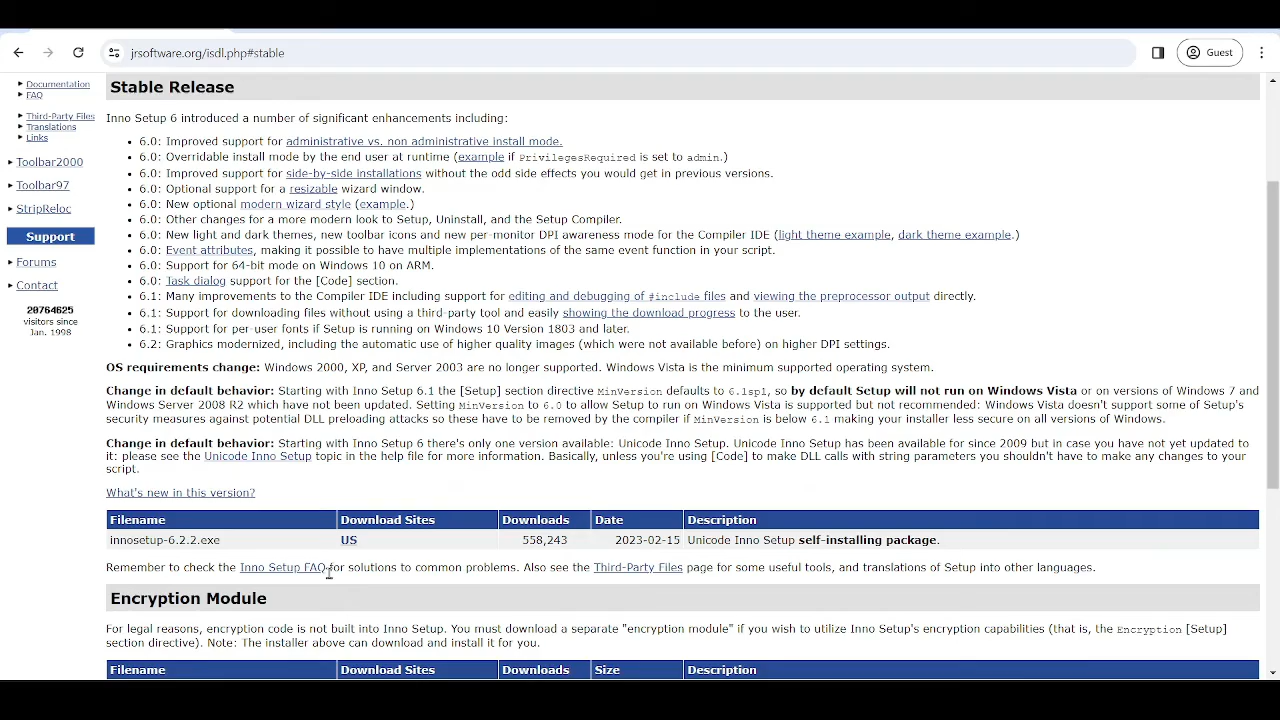 jrsoftware.org/isdl.php#stable
Guest
Documentation
FAQ
Third-Party Files
Translations
Links
Toolbar2000
Toolbar97
StripReloc
Support
Forums
Contact
20764625
visitors since
Jan. 1998
Stable Release
Inno Setup 6 introduced a number of significant enhancements including:
6.0: Improved support for administrative vs. non administrative install mode.
6.0: Overridable install mode by the end user at runtime (example if PrivilegesRequired is set to admin.)
6.0: Improved support for side-by-side installations without the odd side effects you would get in previous versions.
6.0: Optional support for a resizable wizard window.
6.0: New optional modern wizard style (example.)
6.0: Other changes for a more modern look to Setup, Uninstall, and the Setup Compiler.
6.0: New light and dark themes, new toolbar icons and new per-monitor DPI awareness mode for the Compiler IDE (light theme example, dark theme example.)
6.0: Event attributes, making it possible to have multiple implementations of the same event function in your script.
6.0: Support for 64-bit mode on Windows 10 on ARM.
6.0: Task dialog support for the [Code] section.
6.1: Many improvements to the Compiler IDE including support for editing and debugging of #include files and viewing the preprocessor output directly.
6.1: Support for downloading files without using a third-party tool and easily showing the download progress to the user.
6.1: Support for per-user fonts if Setup is running on Windows 10 Version 1803 and later.
6.2: Graphics modernized, including the automatic use of higher quality images (which were not available before) on higher DPI settings.
OS requirements change: Windows 2000, XP, and Server 2003 are no longer supported. Windows Vista is the minimum supported operating system.
Change in default behavior: Starting with Inno Setup 6.1 the [Setup] section directive MinVersion defaults to 6.1sp1, so by default Setup will not run on Windows Vista or on versions of Windows 7 and
Windows Server 2008 R2 which have not been updated. Setting MinVersion to 6.0 to allow Setup to run on Windows Vista is supported but not recommended: Windows Vista doesn't support some of Setup's
security measures against potential DLL preloading attacks so these have to be removed by the compiler if MinVersion is below 6.1 making your installer less secure on all versions of Windows.
Change in default behavior: Starting with Inno Setup 6 there's only one version available: Unicode Inno Setup. Unicode Inno Setup has been available for since 2009 but in case you have not yet updated to
it: please see the Unicode Inno Setup topic in the help file for more information. Basically, unless you're using [Code] to make DLL calls with string parameters you shouldn't have to make any changes to your
script.
What's new in this version?
Filename Download Sites Downloads Date Description
innosetup-6.2.2.exe US 558,243 2023-02-15 Unicode Inno Setup self-installing package.
Remember to check the Inno Setup FAQ for solutions to common problems. Also see the Third-Party Files page for some useful tools, and translations of Setup into other languages.
Encryption Module
For legal reasons, encryption code is not built into Inno Setup. You must download a separate "encryption module" if you wish to utilize Inno Setup's encryption capabilities (that is, the Encryption [Setup]
section directive). Note: The installer above can download and install it for you.
Filename Download Sites Downloads Size Description